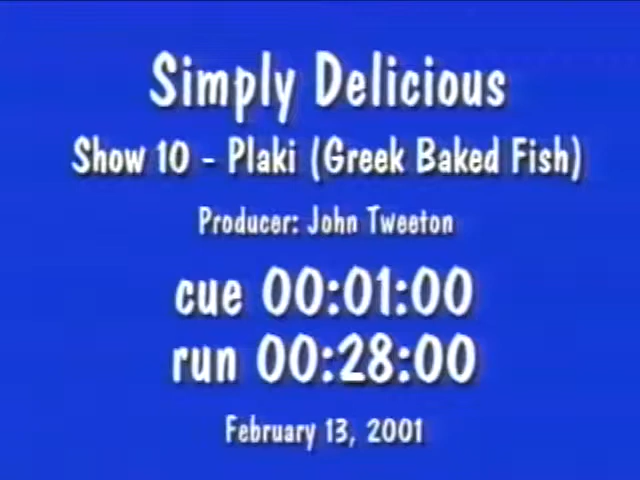 Simply Delicious
Show 10 - Plaki (Greek Baked Fish)
Producer: John Tweeton
cue 00:01:00
run 00:28:00
February 13, 2001